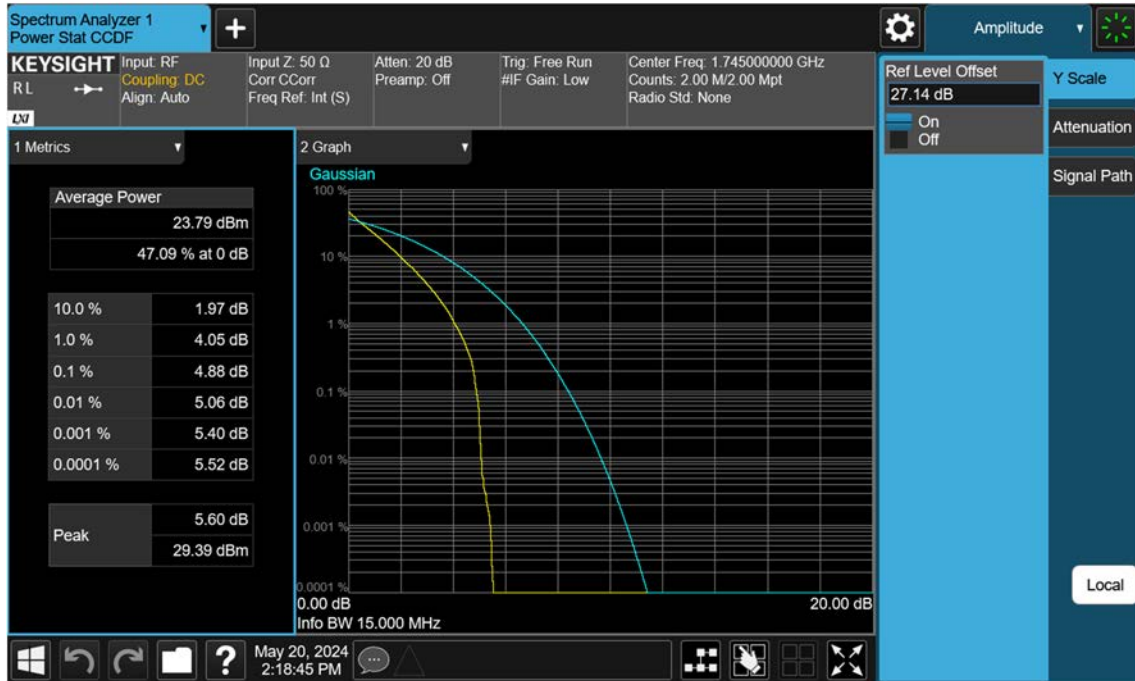 Spectrum Analyzer 1
Power Stat CCDF
Amplitude
KEYSIGHT
R L
LXI
Input: RF
Coupling: DC
Align: Auto
Input Z: 50 Ω
Corr CCorr
Freq Ref: Int (S)
Atten: 20 dB
Preamp: Off
Trig: Free Run
#IF Gain: Low
Center Freq: 1.745000000 GHz
Counts: 2.00 M/2.00 Mpt
Radio Std: None
Ref Level Offset
27.14 dB
On
Off
Y Scale
Attenuation
Signal Path
1 Metrics
Average Power
23.79 dBm
47.09 % at 0 dB
10.0 % 1.97 dB
1.0 % 4.05 dB
0.1 % 4.88 dB
0.01 % 5.06 dB
0.001 % 5.40 dB
0.0001 % 5.52 dB
Peak
5.60 dB
29.39 dBm
2 Graph
Gaussian
100 %
10 %
1 %
0.1 %
0.01 %
0.001 %
0.0001 %
0.00 dB 20.00 dB
Info BW 15.000 MHz
Local
?
May 20, 2024
2:18:45 PM